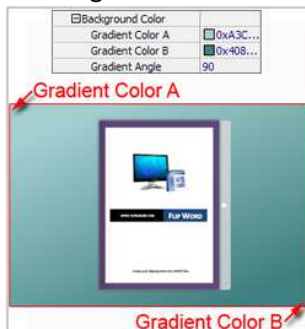 Background Color
Gradient Color A 0xA3C...
Gradient Color B 0x408...
Gradient Angle 90
Gradient Color A
FLIP WORD
Gradient Color B